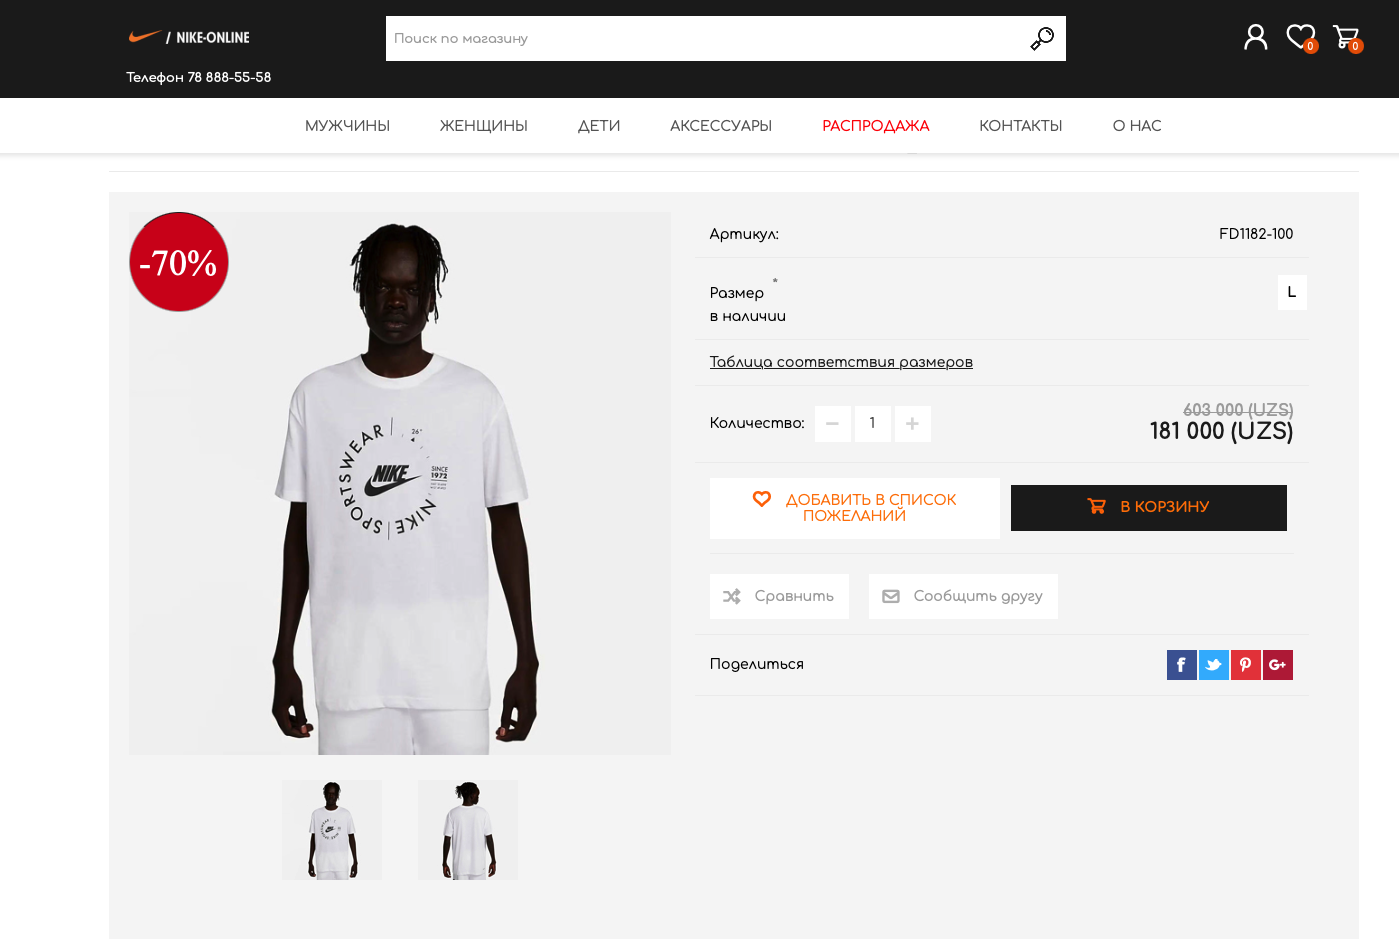 / NIKE-ONLINE
Поиск по магазину
0
0
Телефон 78 888-55-58
МУЖЧИНЫ
ЖЕНЩИНЫ
ДЕТИ
АКСЕССУАРЫ
РАСПРОДАЖА
КОНТАКТЫ
О НАС
-70%
SPORTSWEAR
26°
NIKE
SINCE
1972
NIKE
Артикул:
FD1182-100
Размер *
в наличии
L
Таблица соответствия размеров
Количество:
1
603 000 (UZS)
181 000 (UZS)
ДОБАВИТЬ В СПИСОК
ПОЖЕЛАНИЙ
В КОРЗИНУ
Сравнить
Сообщить другу
Поделиться